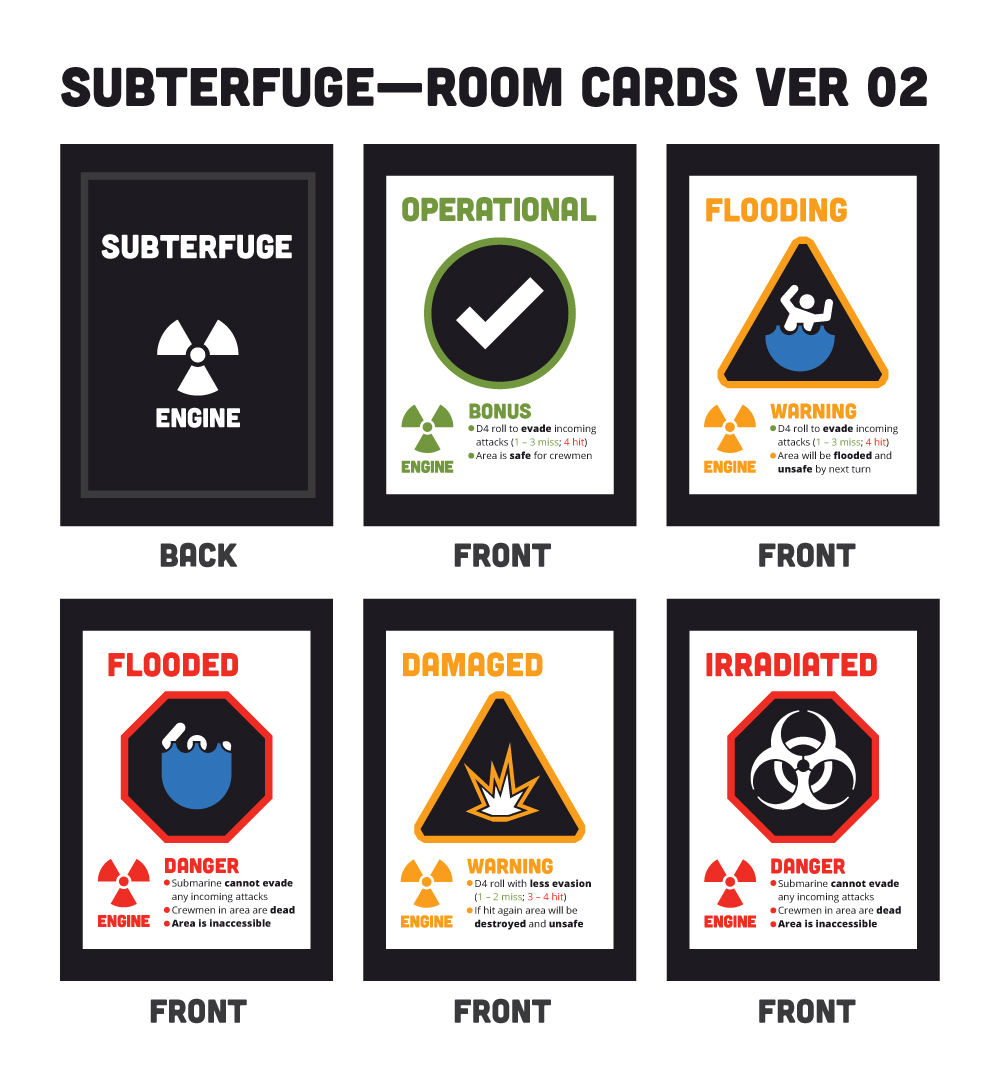 SUBTERFUGE—ROOM CARDS VER 02
SUBTERFUGE
ENGINE
BACK
OPERATIONAL
BONUS
D4 roll to evade incoming
attacks (1 – 3 miss; 4 hit)
Area is safe for crewmen
ENGINE
FRONT
FLOODING
WARNING
D4 roll to evade incoming
attacks (1 – 3 miss; 4 hit)
Area will be flooded and
unsafe by next turn
ENGINE
FRONT
FLOODED
DANGER
Submarine cannot evade
any incoming attacks
Crewmen in area are dead
Area is inaccessible
ENGINE
FRONT
DAMAGED
WARNING
D4 roll with less evasion
(1 – 2 miss; 3 – 4 hit)
If hit again area will be
destroyed and unsafe
ENGINE
FRONT
IRRADIATED
DANGER
Submarine cannot evade
any incoming attacks
Crewmen in area are dead
Area is inaccessible
ENGINE
FRONT